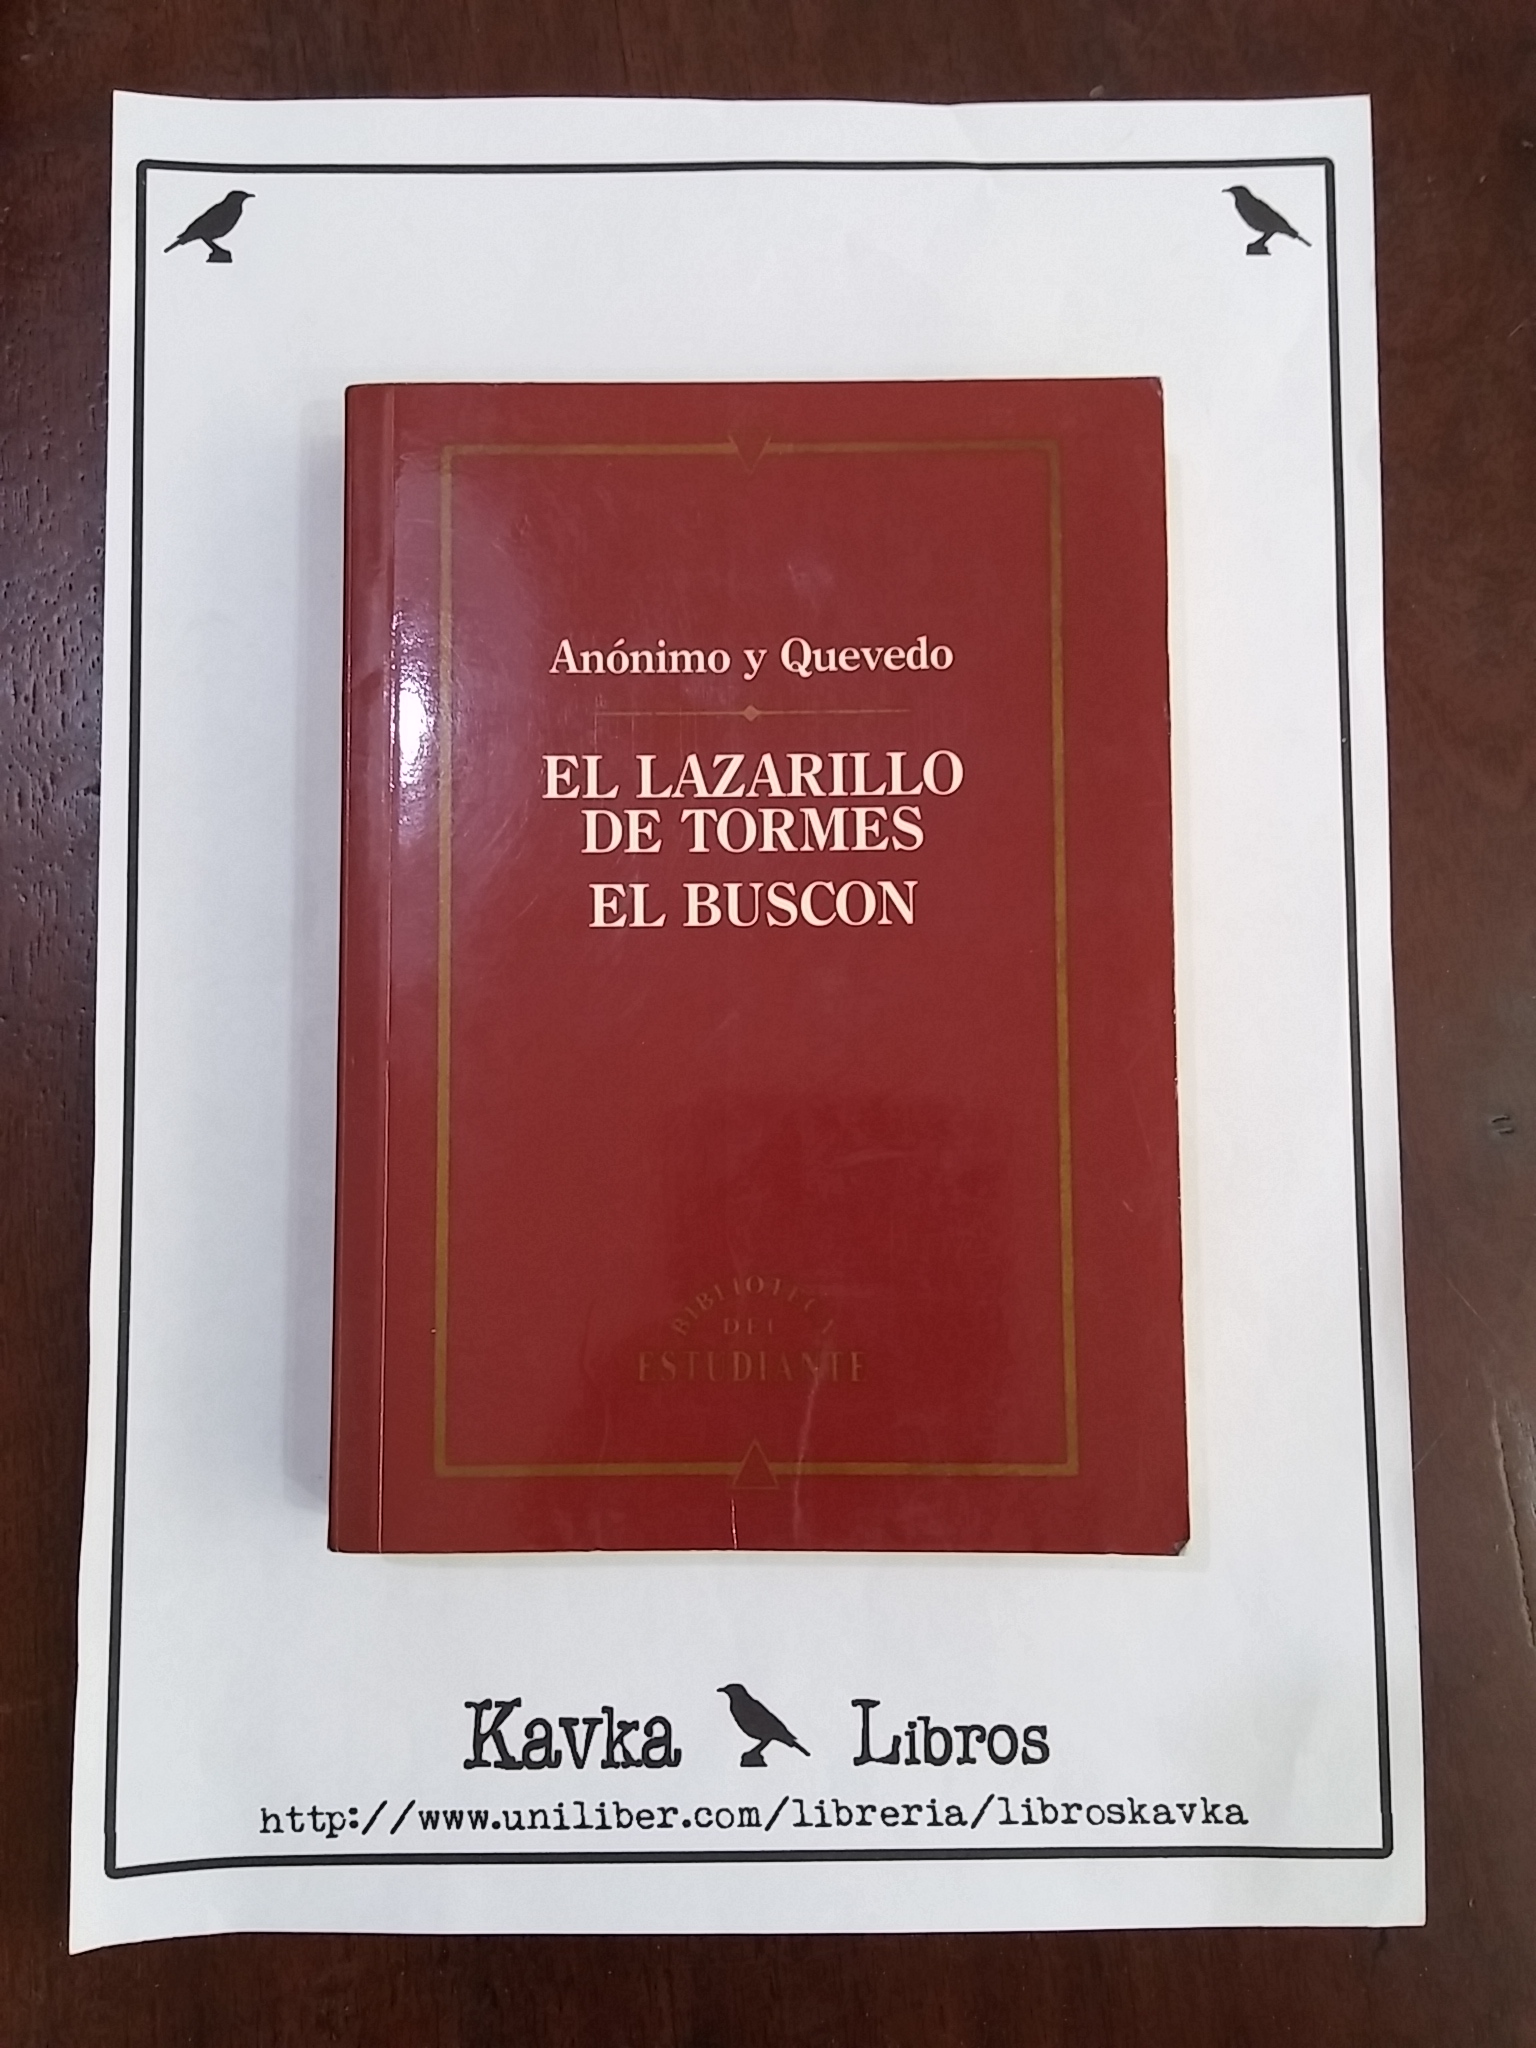 Anónimo y Quevedo
EL LAZARILLO
DE TORMES
EL BUSCON
BIBLIOTECA
DEL
ESTUDIANTE
Kavka Libros
http://www.uniliber.com/libreria/libroskavka